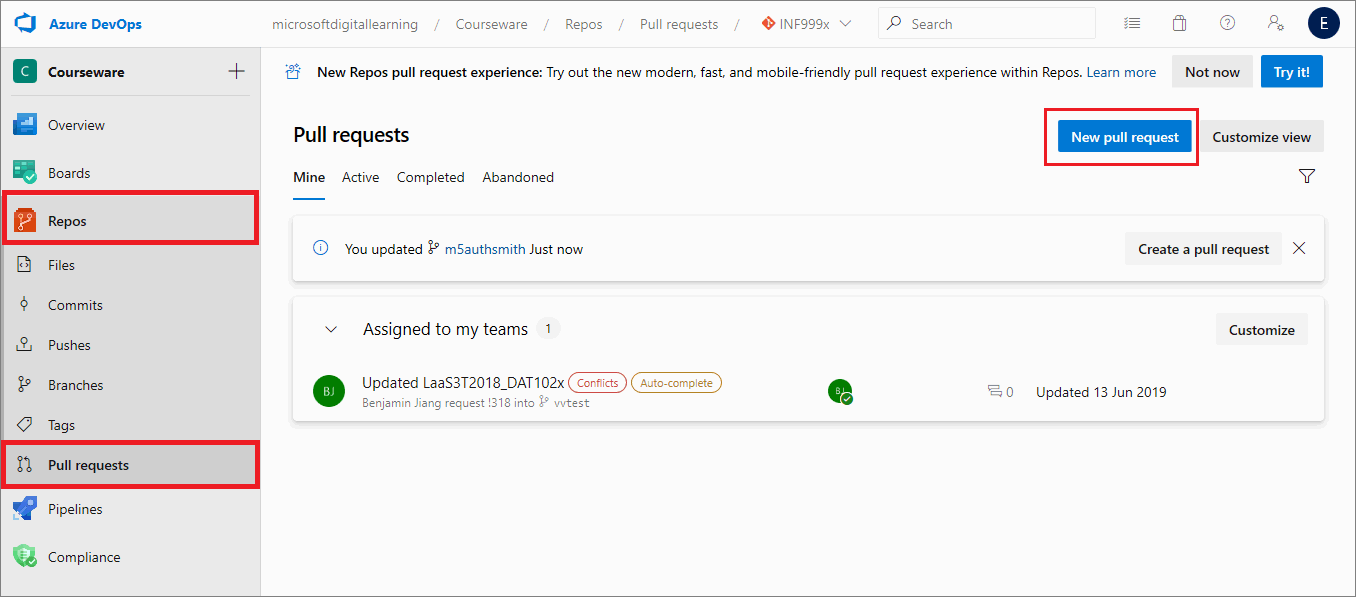 Azure DevOps microsoftdigitallearning / Courseware / Repos / Pull requests / INF999x Search E
C Courseware
New Repos pull request experience: Try out the new modern, fast, and mobile-friendly pull request experience within Repos. Learn more Not now Try it!
Overview
Boards
Repos
Files
Commits
Pushes
Branches
Tags
Pull requests
Pipelines
Compliance
Pull requests New pull request Customize view
Mine Active Completed Abandoned
You updated m5authsmith Just now Create a pull request
Assigned to my teams 1 Customize
BJ Updated LaaS3T2018_DAT102x Conflicts Auto-complete BJ 0 Updated 13 Jun 2019
Benjamin Jiang request !318 into vvtest